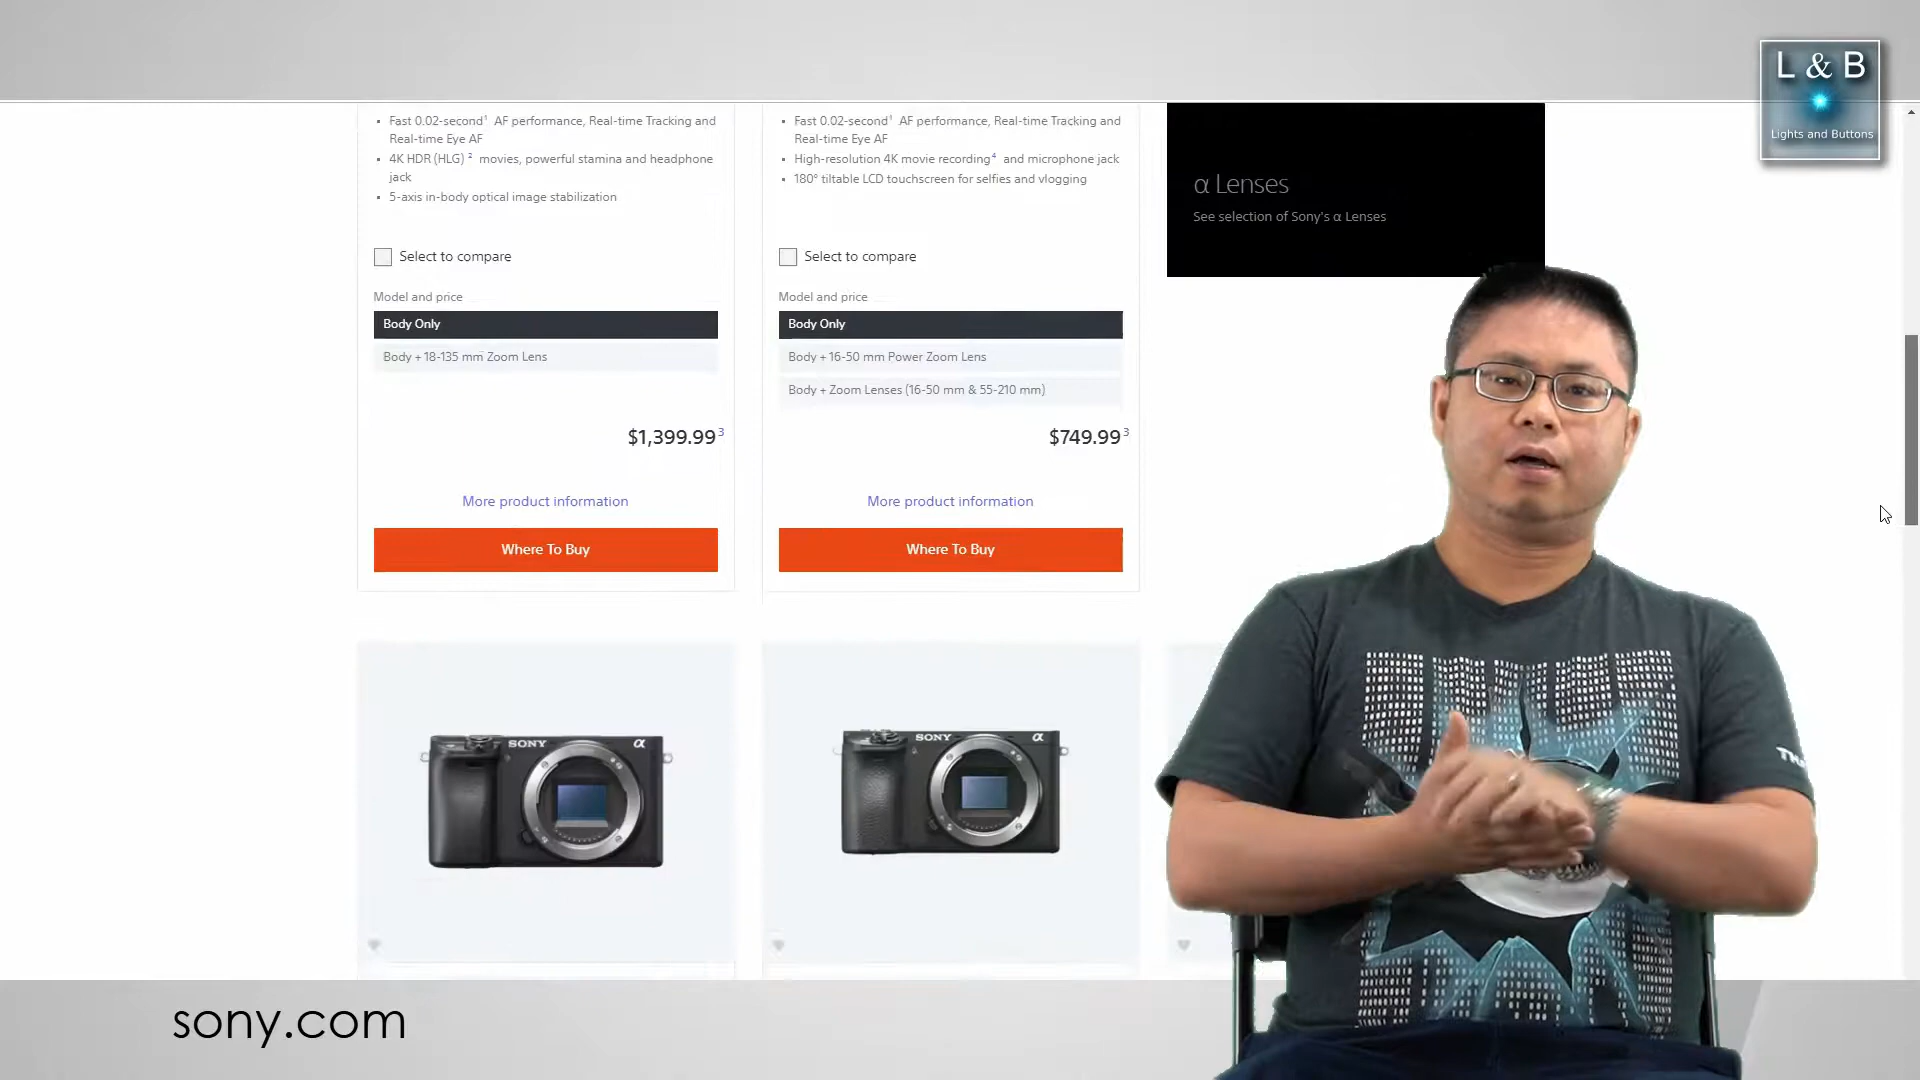 L & B
Lights and Buttons
Fast 0.02-second¹ AF performance, Real-time Tracking and
Real-time Eye AF
4K HDR (HLG) ² movies, powerful stamina and headphone
jack
5-axis in-body optical image stabilization
Select to compare
Model and price
Body Only
Body + 18-135 mm Zoom Lens
$1,399.99³
More product information
Where To Buy
Fast 0.02-second¹ AF performance, Real-time Tracking and
Real-time Eye AF
High-resolution 4K movie recording⁴ and microphone jack
180° tiltable LCD touchscreen for selfies and vlogging
Select to compare
Model and price
Body Only
Body + 16-50 mm Power Zoom Lens
Body + Zoom Lenses (16-50 mm & 55-210 mm)
$749.99³
More product information
Where To Buy
α Lenses
See selection of Sony's α Lenses
SONY α
SONY α
sony.com